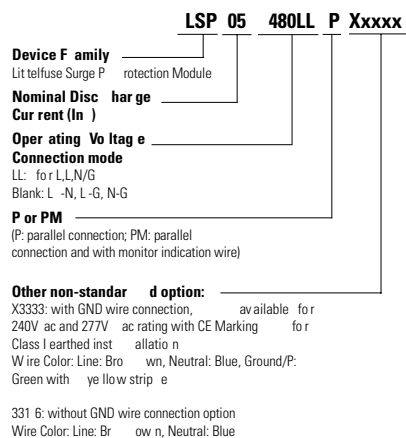 LSP 05 480LL P Xxxxx
Device F amily
Lit telfuse Surge P rotection Module
Nominal Disc har ge
Cur rent (In )
Oper ating Vo ltag e
Connection mode
LL: fo r L,L,N/G
Blank: L -N, L -G, N-G
P or PM
(P: parallel connection; PM: parallel
connection and with monitor indication wire)
Other non-standar d option:
X3333: with GND wire connection, av ailable fo r
240V ac and 277V ac rating with CE Marking fo r
Class I earthed inst allatio n
W ire Color: Line: Bro wn, Neutral: Blue, Ground/P:
Green with ye llow strip e
331 6: without GND wire connection option
Wire Color: Line: Br ow n, Neutral: Blue